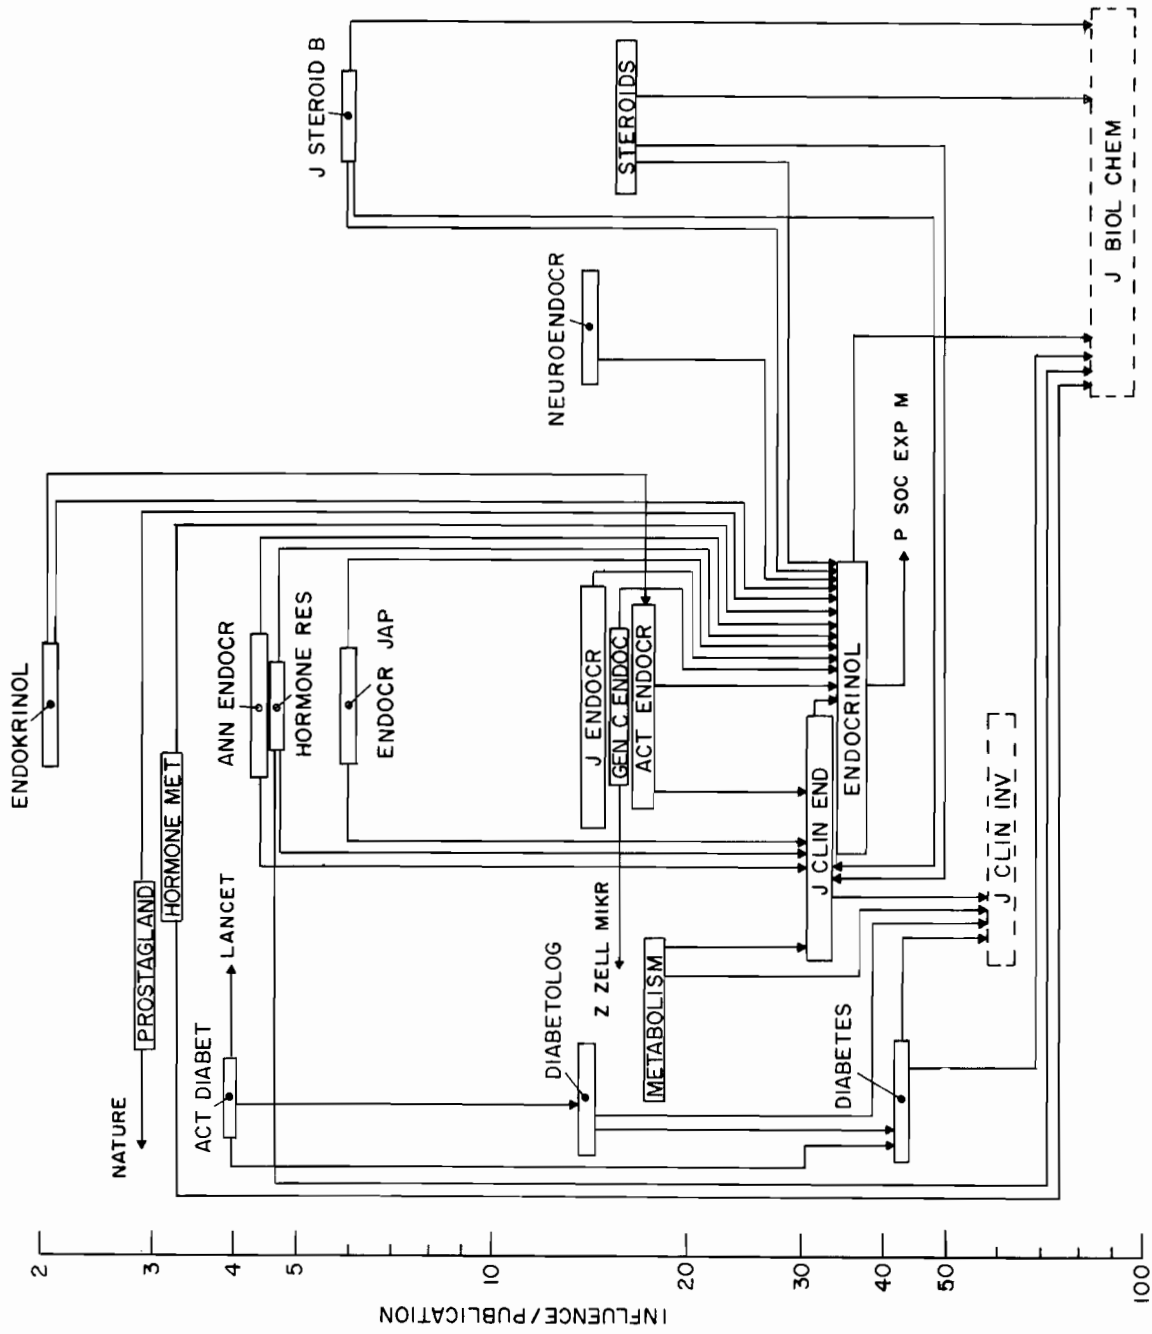 ENDOKRINOL
PROSTAGLAND
NATURE
HORMONE MET
ACT DIABET
LANCET
ANN ENDOCR
HORMONE RES
ENDOCR JAP
J STEROID B
DIABETOLOG
J ENDOCR
NEUROENDOCR
GEN C ENDOC
Z ZELL MIKR
ACT ENDOCR
STEROIDS
METABOLISM
J CLIN END
ENDOCRINOL
DIABETES
P SOC EXP M
J CLIN INV
J BIOL CHEM
2
3
4
5
10
20
30
40
50
100
INFLUENCE/PUBLICATION